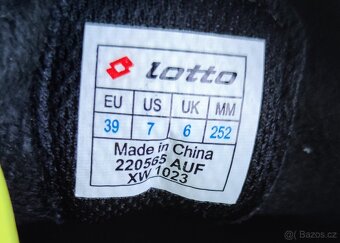 lotto
EU US UK MM
39 7 6 252
Made in China
220565 AUF
XW 1023
© Bazos.cz